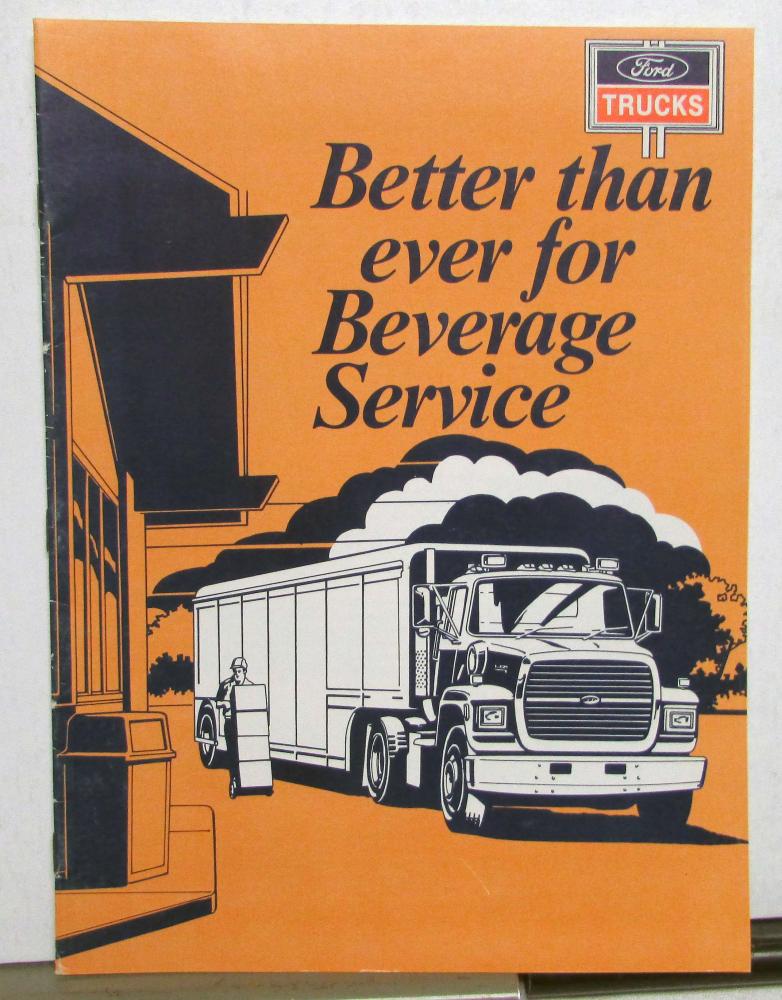 Ford
TRUCKS
Better than
ever for
Beverage
Service